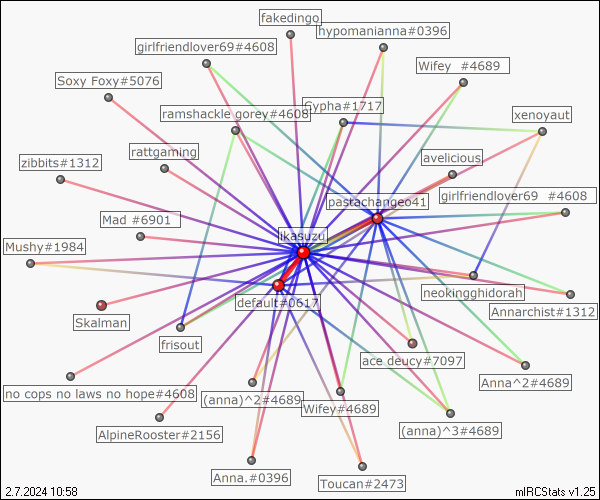 fakedingo
hypomanianna#0396
girlfriendlover69#4608
Wifey  #4689
Soxy Foxy#5076
Cypha#1717
ramshackle gorey#4608
xenoyaut
rattgaming
avelicious
zibbits#1312
girlfriendlover69  #4608
pastachangeo41
Mad #6901
ikasuzu
Mushy#1984
neokingghidorah
default#0617
Annarchist#1312
Skalman
frisout
ace deucy#7097
Anna^2#4689
no cops no laws no hope#4608
(anna)^2#4689
Wifey#4689
AlpineRooster#2156
(anna)^3#4689
Anna.#0396
Toucan#2473
2.7.2024 10:58
mIRCStats v1.25